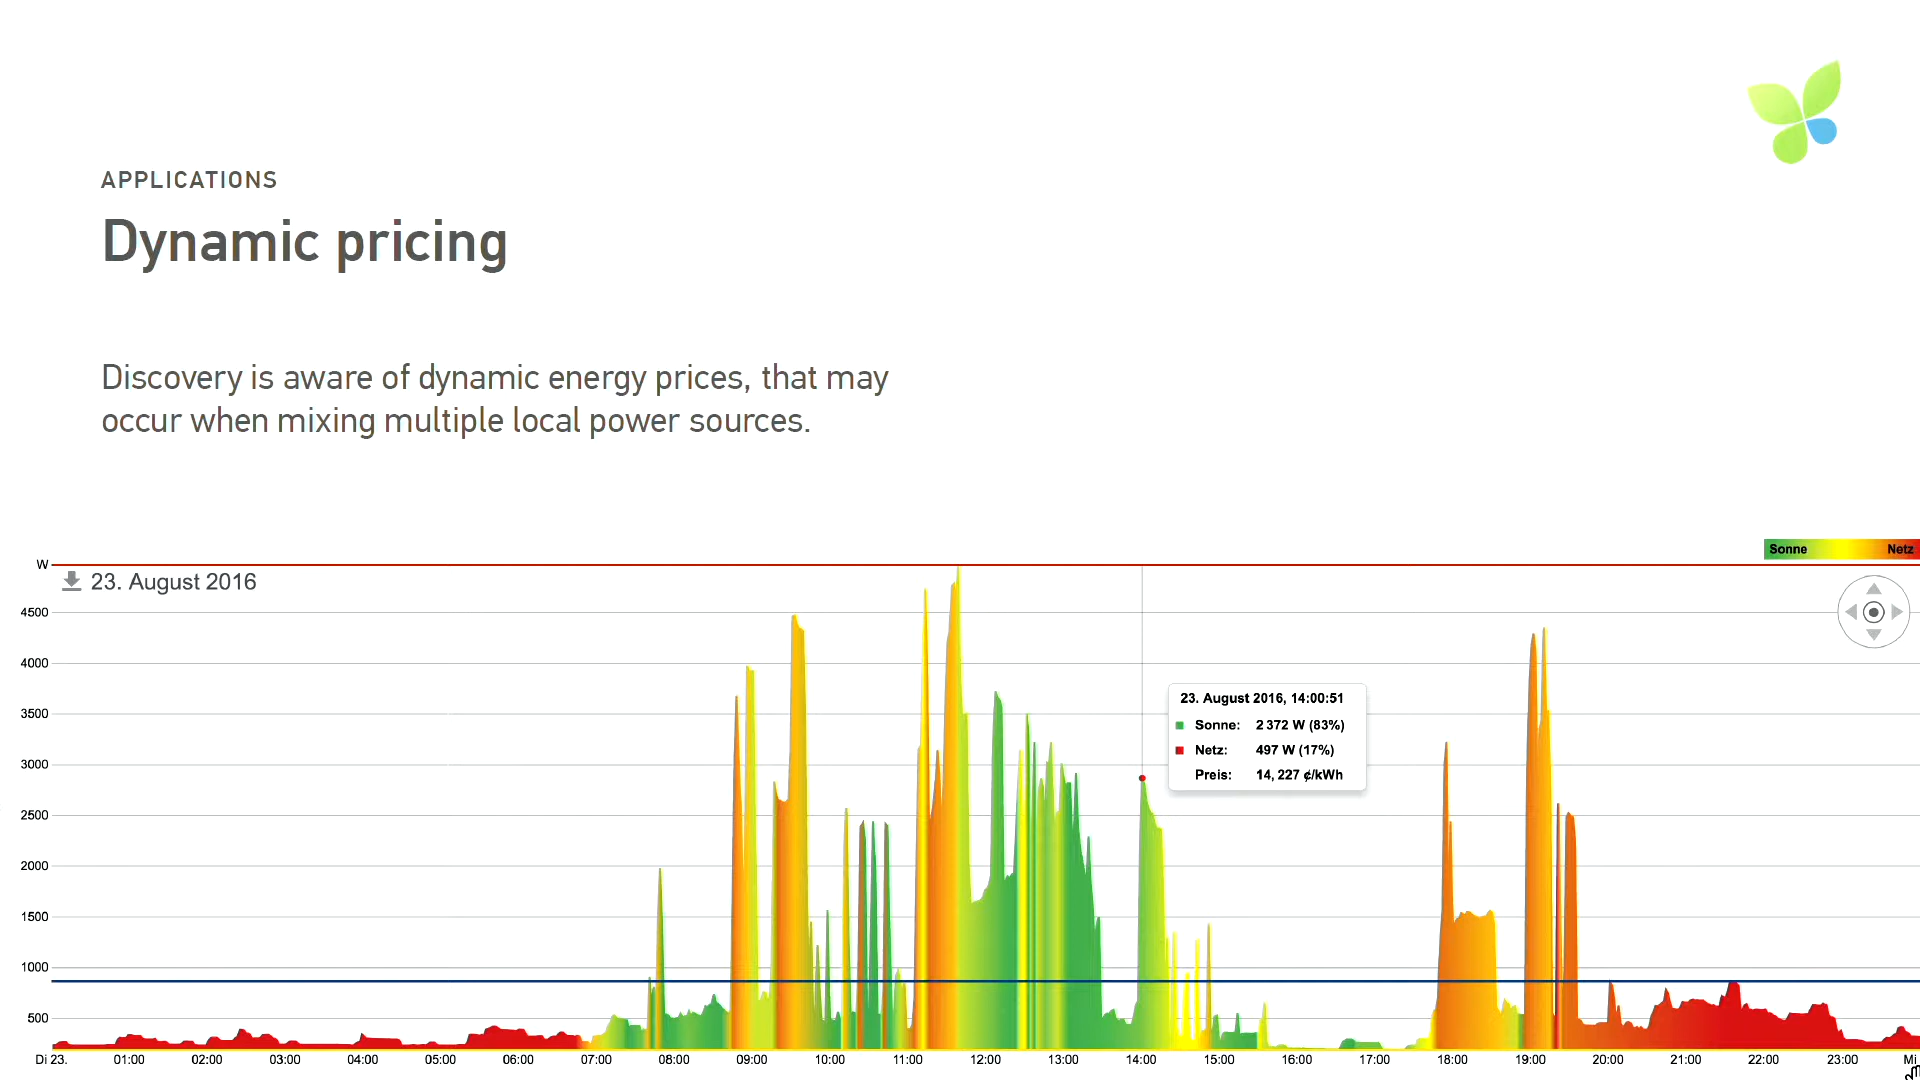 APPLICATIONS
Dynamic pricing
Discovery is aware of dynamic energy prices, that may
occur when mixing multiple local power sources.
Sonne Netz
W
23. August 2016
4500
4000
3500
3000
2500
2000
1500
1000
500
23. August 2016, 14:00:51
Sonne: 2 372 W (83%)
Netz: 497 W (17%)
Preis: 14, 227 ¢/kWh
Di 23. 01:00 02:00 03:00 04:00 05:00 06:00 07:00 08:00 09:00 10:00 11:00 12:00 13:00 14:00 15:00 16:00 17:00 18:00 19:00 20:00 21:00 22:00 23:00 Mi